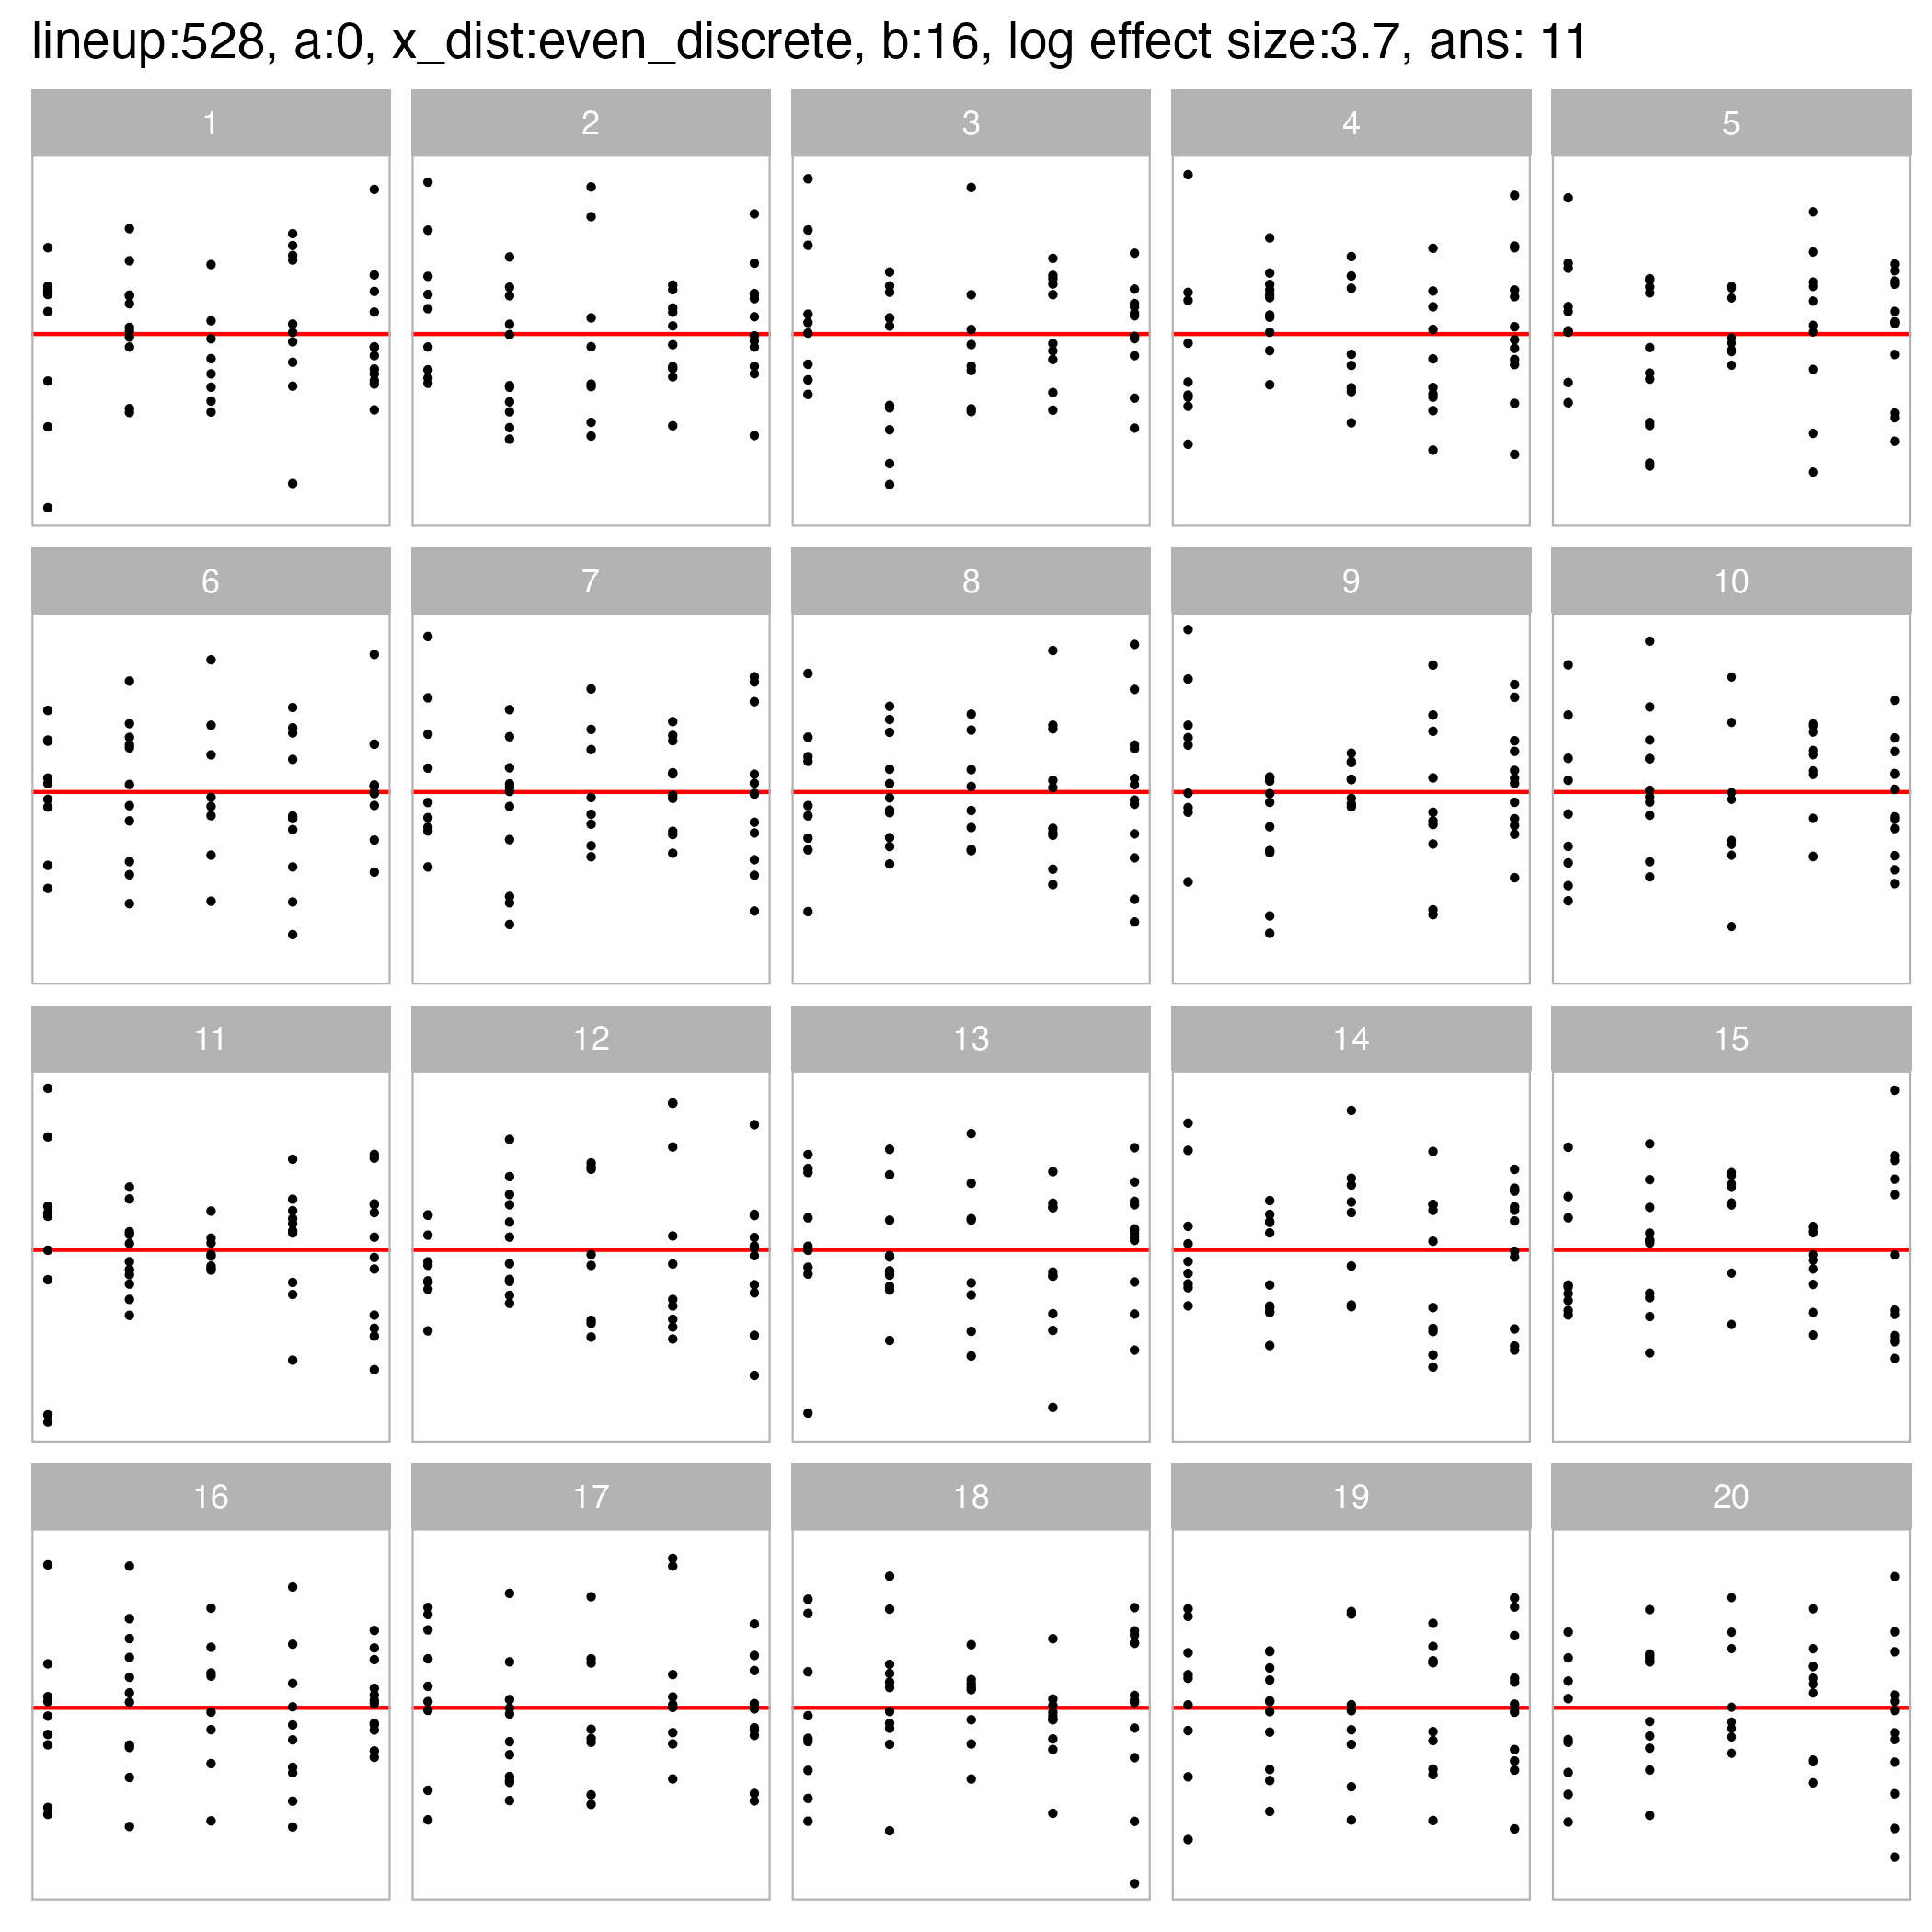 lineup:528, a:0, x_dist:even_discrete, b:16, log effect size:3.7, ans: 11
1 2 3 4 5
6 7 8 9 10
11 12 13 14 15
16 17 18 19 20